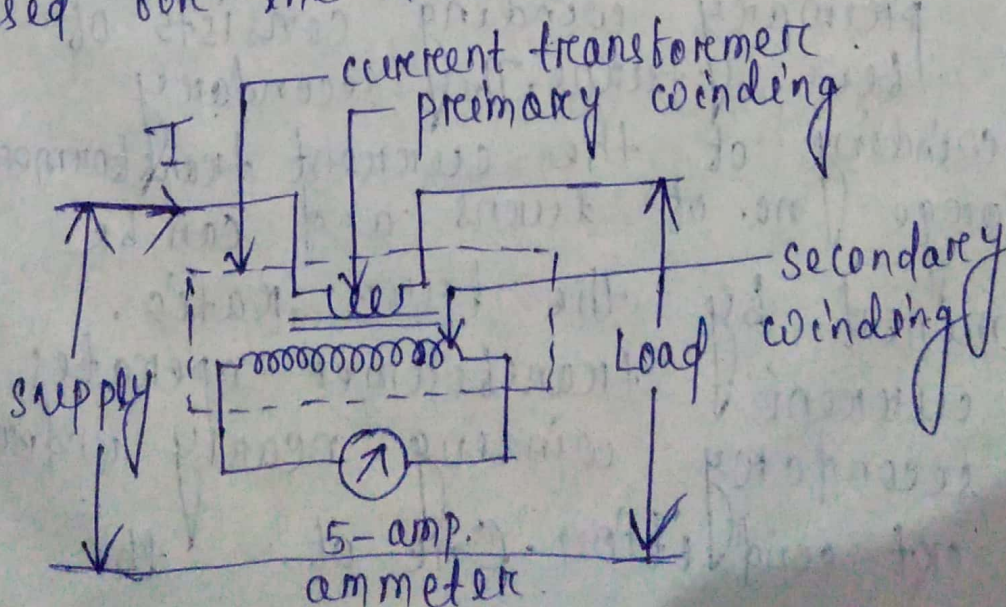 current transformer.
primary winding
I
secondary
winding
Load
supply
5-amp.
ammeter